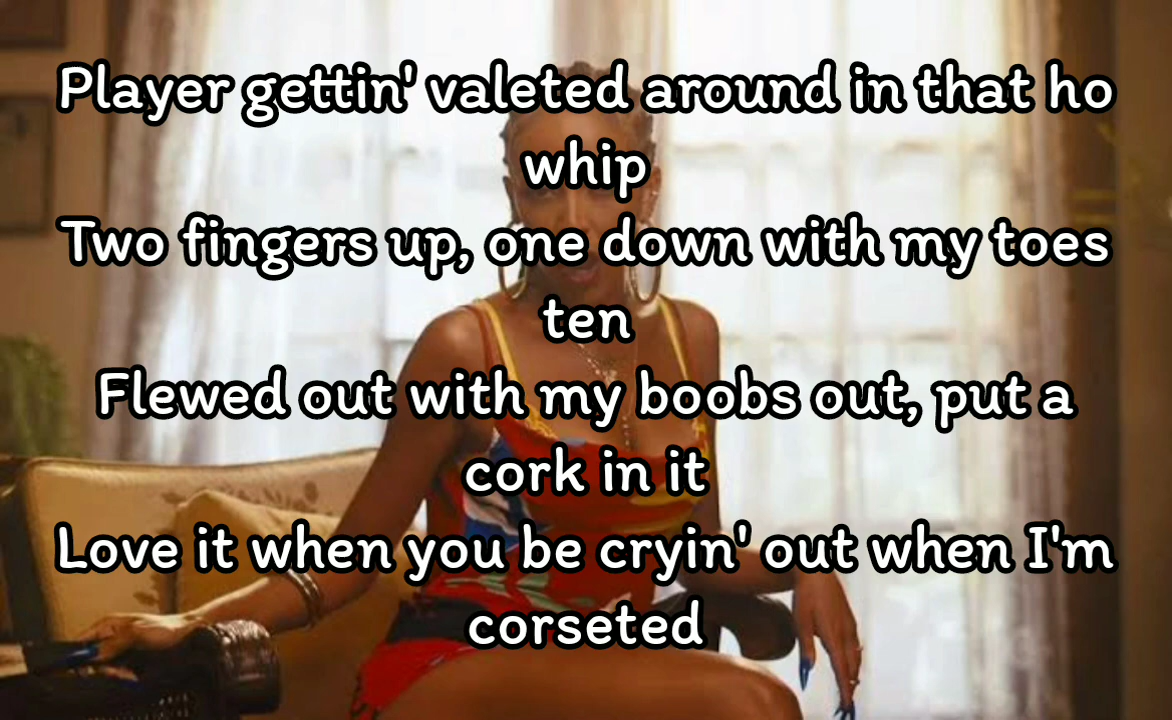 Player gettin' valeted around in that ho
whip
Two fingers up, one down with my toes
ten
Flewed out with my boobs out, put a
cork in it
Love it when you be cryin' out when I'm
corseted